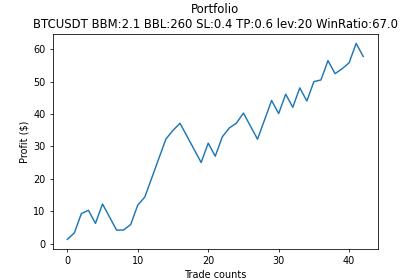 Portfolio
BTCUSDT BBM:2.1 BBL:260 SL:0.4 TP:0.6 lev:20 WinRatio:67.0
60
50
40
30
20
10
0
Profit ($)
0 10 20 30 40
Trade counts